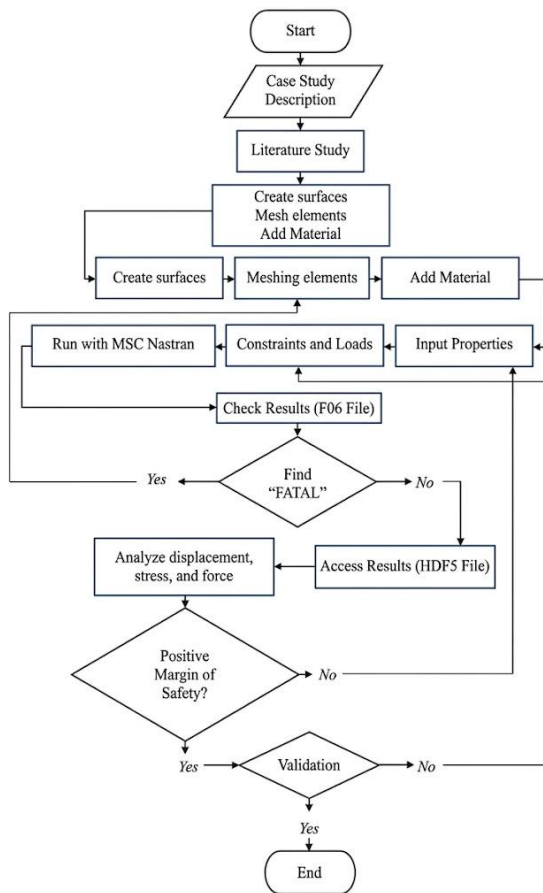 Start
Case Study
Description
Literature Study
Create surfaces
Mesh elements
Add Material
Create surfaces
Meshing elements
Add Material
Run with MSC Nastran
Constraints and Loads
Input Properties
Check Results (F06 File)
Yes
Find
“FATAL”
No
Analyze displacement,
stress, and force
Access Results (HDF5 File)
Positive
Margin of
Safety?
No
Yes
Validation
No
Yes
End